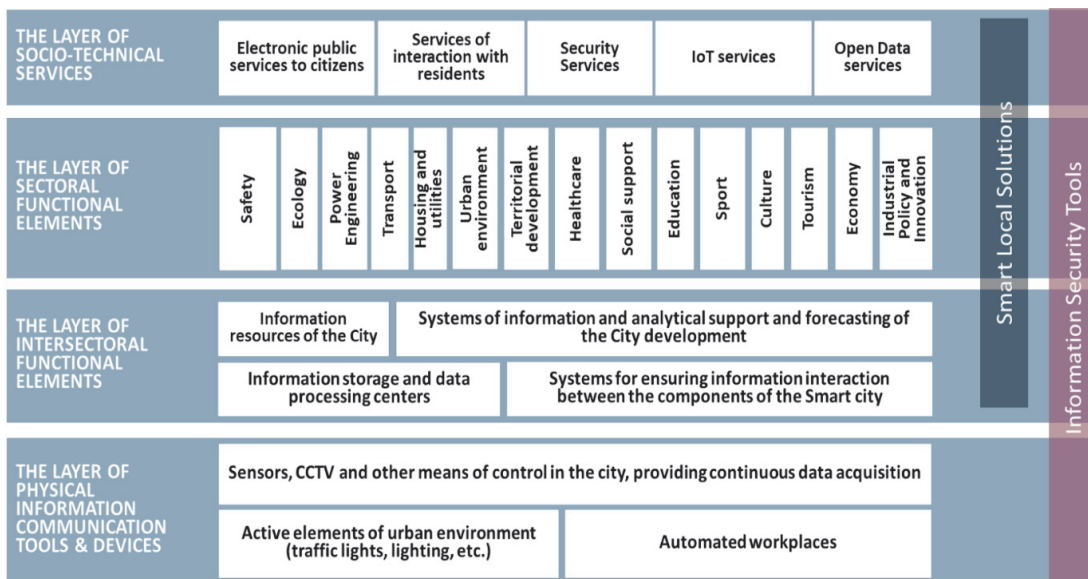 THE LAYER OF
SOCIO-TECHNICAL
SERVICES
Electronic public
services to citizens
Services of
interaction with
residents
Security
Services
IoT services
Open Data
services
THE LAYER OF
SECTORAL
FUNCTIONAL
ELEMENTS
Safety
Ecology
Power
Engineering
Transport
Housing and
utilities
Urban
environment
Territorial
development
Healthcare
Social support
Education
Sport
Culture
Tourism
Economy
Industrial
Policy and
Innovation
THE LAYER OF
INTERSECTORAL
FUNCTIONAL
ELEMENTS
Information
resources of the City
Systems of information and analytical support and forecasting of
the City development
Information storage and data
processing centers
Systems for ensuring information interaction
between the components of the Smart city
THE LAYER OF
PHYSICAL
INFORMATION
COMMUNICATION
TOOLS & DEVICES
Sensors, CCTV and other means of control in the city, providing continuous data acquisition
Active elements of urban environment
(traffic lights, lighting, etc.)
Automated workplaces
Smart Local Solutions
Information Security Tools